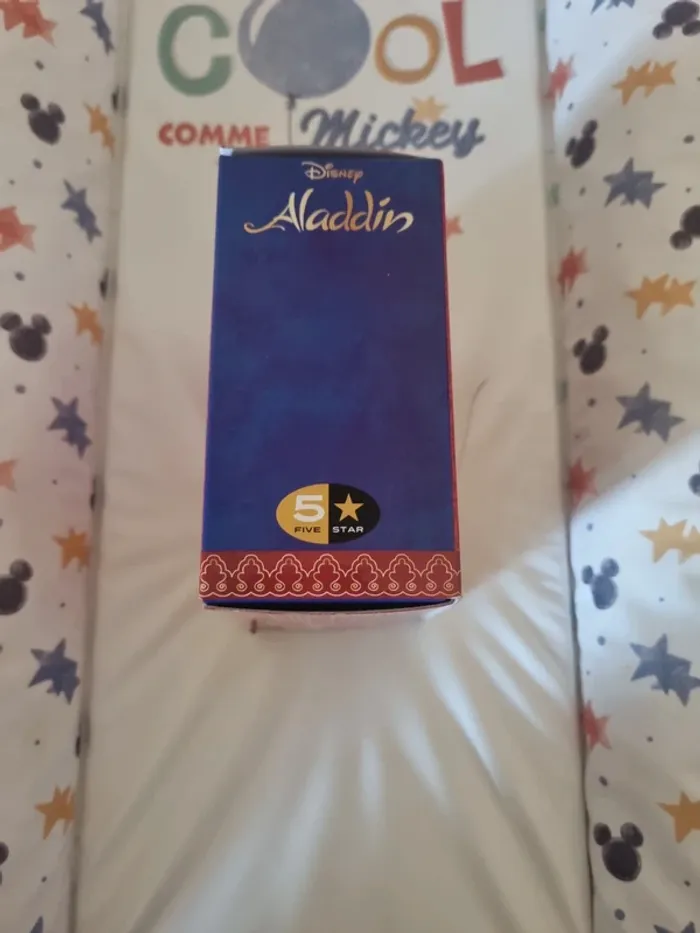 COOL
COMME Mickey
Disney
Aladdin
5
FIVE STAR